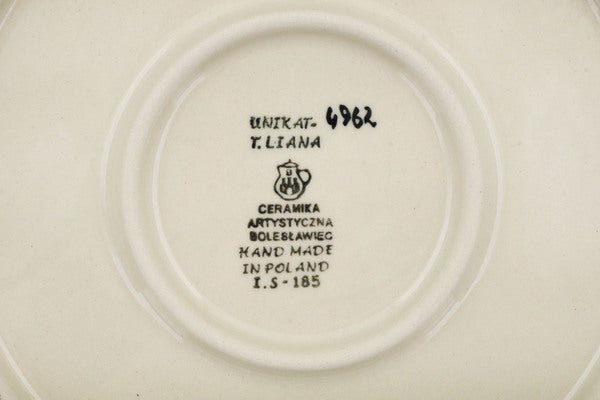 UNIKAT- 4962
T. LIANA
CERAMIKA
ARTYSTYCZNA
BOLESŁAWIEC
HAND MADE
IN POLAND
I.S-185